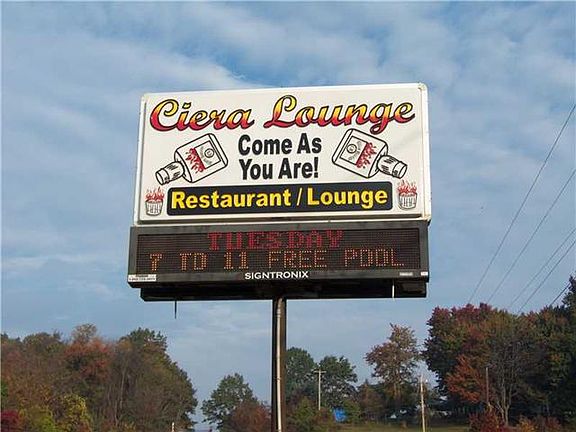 Ciera Lounge
Come As
You Are!
Restaurant / Lounge
TUESDAY
7 TO 11 FREE POOL
SIGNTRONIX